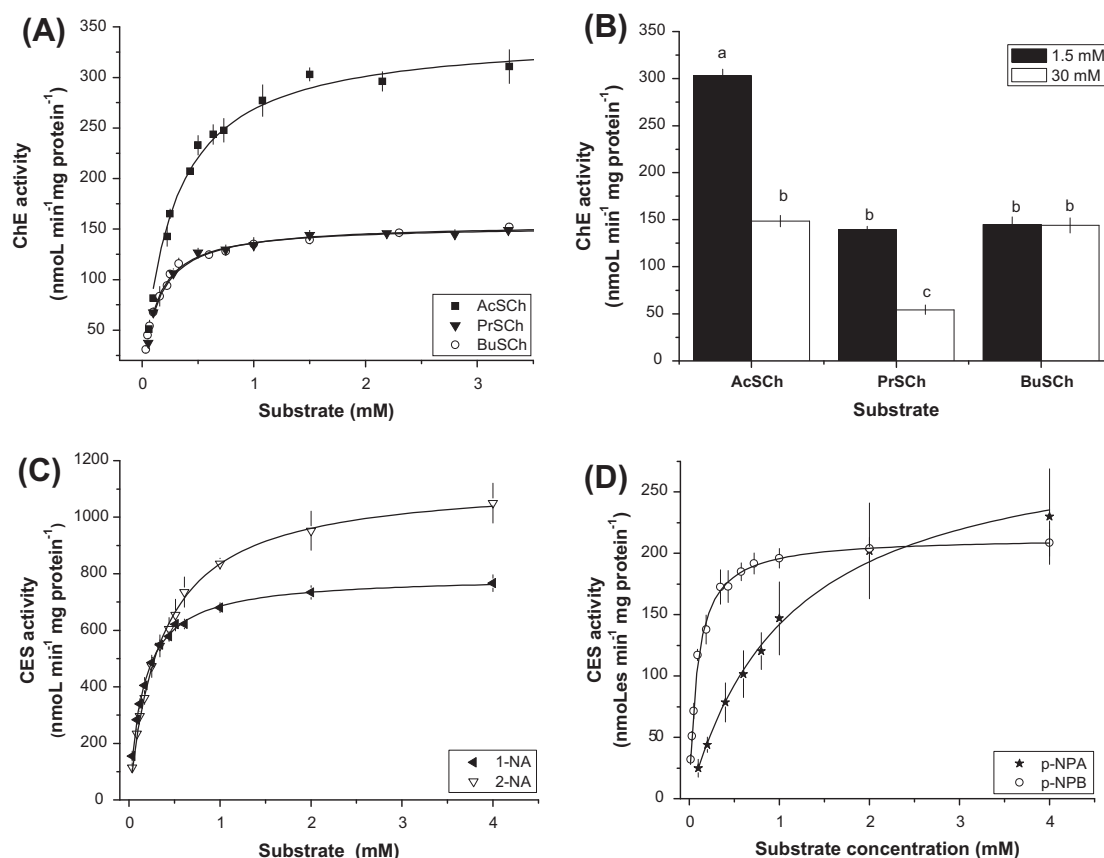 (A)
350
300
250
200
150
100
50
ChE activity
(nmoL min⁻¹mg protein⁻¹)
AcSCh
PrSCh
BuSCh
0 1 2 3
Substrate (mM)
(B)
350
300
250
200
150
100
50
0
ChE activity
(nmoL min⁻¹ mg protein⁻¹)
1.5 mM
30 mM
a
b
b
c
b
b
AcSCh PrSCh BuSCh
Substrate
(C)
1200
1000
800
600
400
200
0
CES activity
(nmoL min⁻¹ mg protein⁻¹)
1-NA
2-NA
0 1 2 3 4
Substrate (mM)
(D)
250
200
150
100
50
0
CES activity
(nmoLes min⁻¹ mg protein⁻¹)
p-NPA
p-NPB
0 1 2 3 4
Substrate concentration (mM)